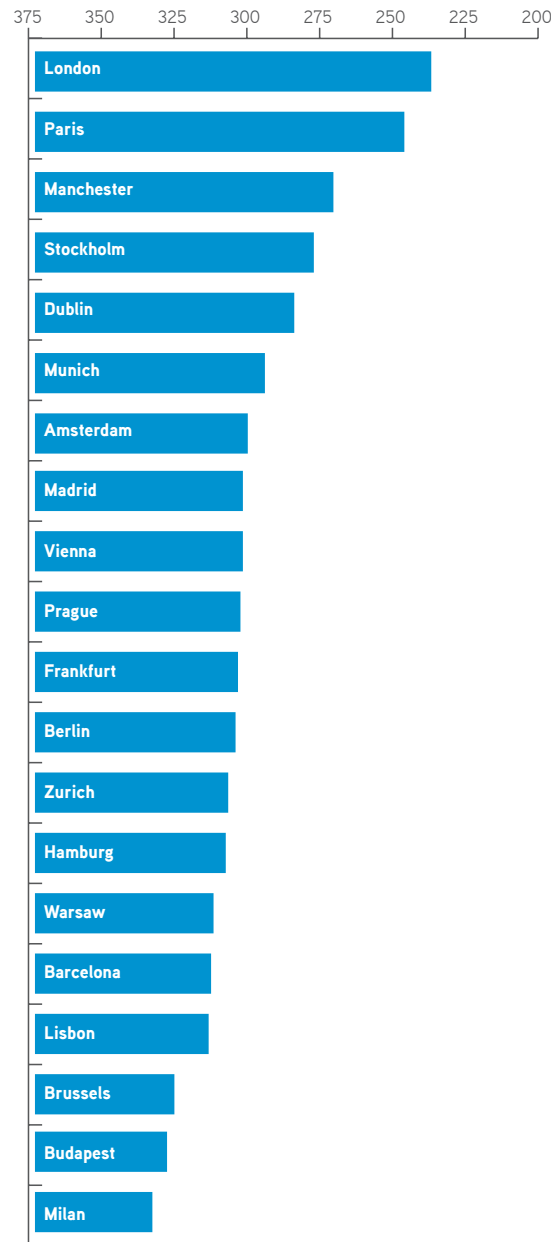 375 350 325 300 275 250 225 200
London
Paris
Manchester
Stockholm
Dublin
Munich
Amsterdam
Madrid
Vienna
Prague
Frankfurt
Berlin
Zurich
Hamburg
Warsaw
Barcelona
Lisbon
Brussels
Budapest
Milan